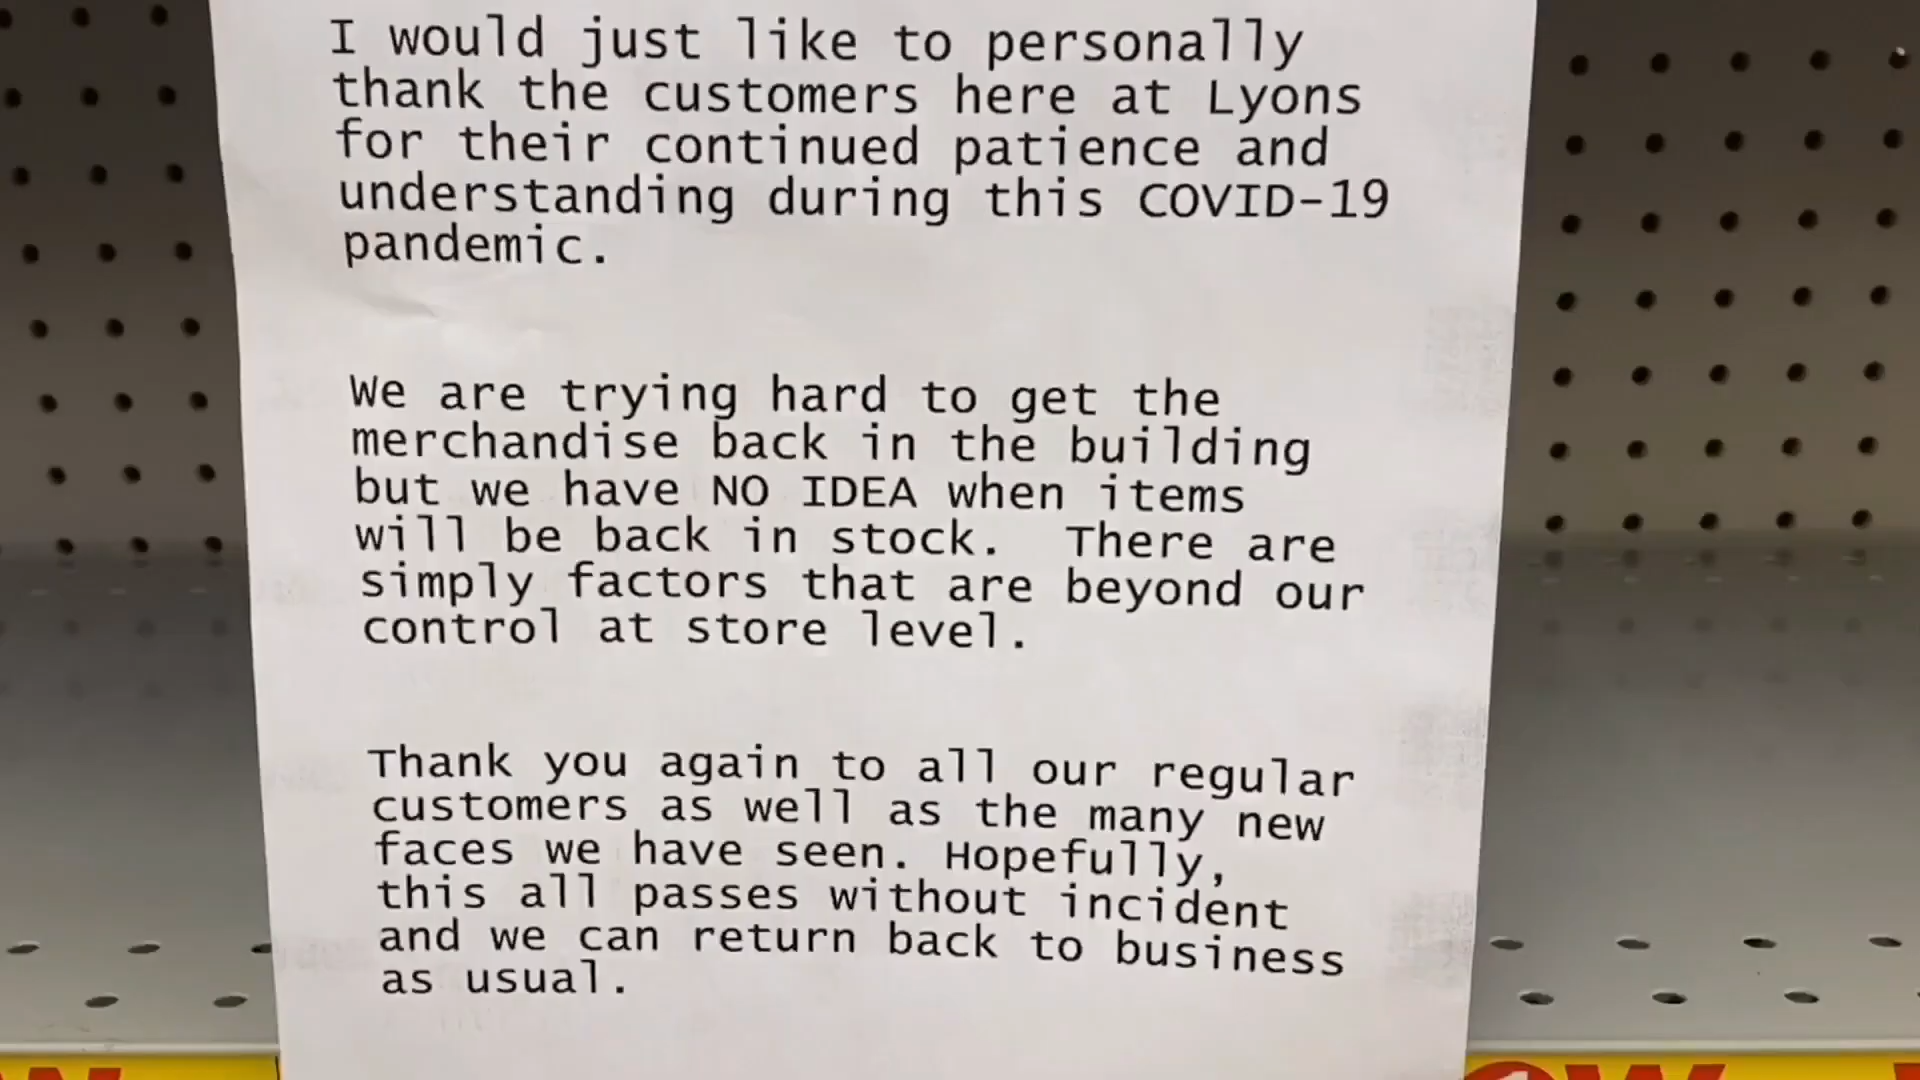 I would just like to personally
thank the customers here at Lyons
for their continued patience and
understanding during this COVID-19
pandemic.
We are trying hard to get the
merchandise back in the building
but we have NO IDEA when items
will be back in stock.  There are
simply factors that are beyond our
control at store level.
Thank you again to all our regular
customers as well as the many new
faces we have seen. Hopefully,
this all passes without incident
and we can return back to business
as usual.